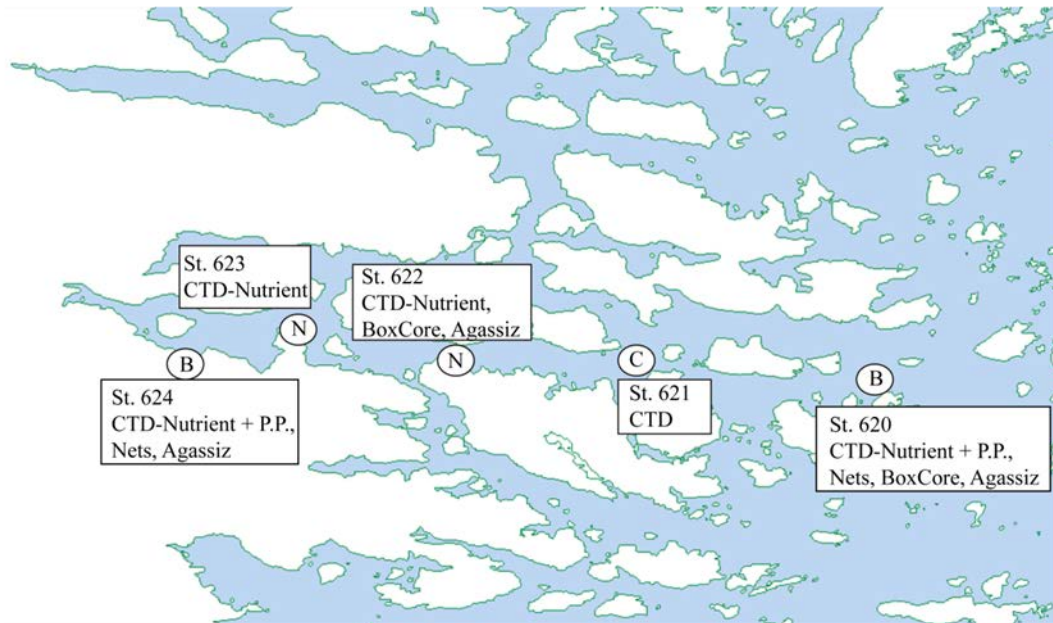 St. 623
CTD-Nutrient
St. 622
CTD-Nutrient,
BoxCore, Agassiz
N
B
N
C
B
St. 624
CTD-Nutrient + P.P.,
Nets, Agassiz
St. 621
CTD
St. 620
CTD-Nutrient + P.P.,
Nets, BoxCore, Agassiz